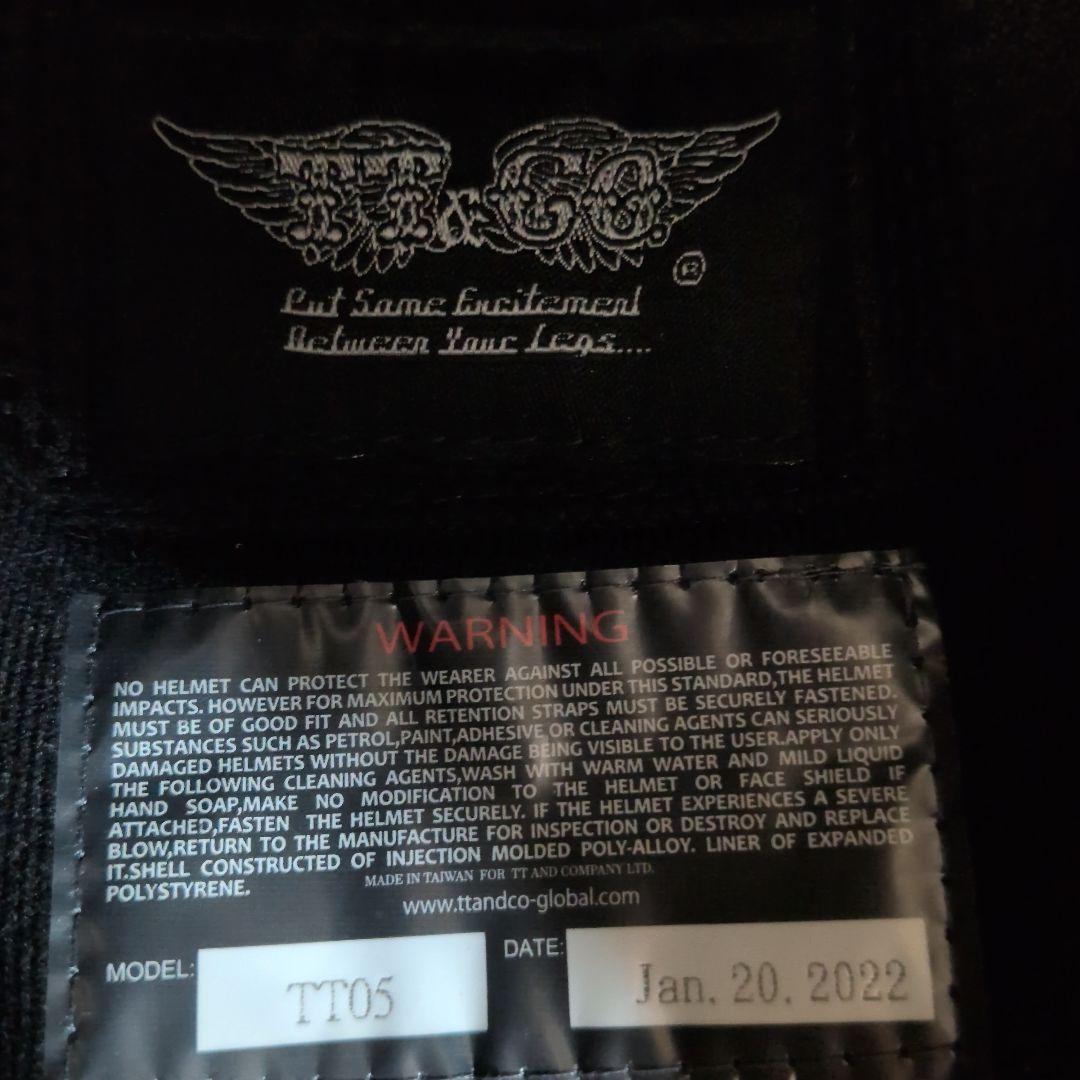 TT&CO.
®
Put Some Excitement
Between Your Legs....
WARNING
NO HELMET CAN PROTECT THE WEARER AGAINST ALL POSSIBLE OR FORESEEABLE
IMPACTS. HOWEVER FOR MAXIMUM PROTECTION UNDER THIS STANDARD,THE HELMET
MUST BE OF GOOD FIT AND ALL RETENTION STRAPS MUST BE SECURELY FASTENED.
SUBSTANCES SUCH AS PETROL,PAINT,ADHESIVE OR CLEANING AGENTS CAN SERIOUSLY
DAMAGED HELMETS WITHOUT THE DAMAGE BEING VISIBLE TO THE USER.APPLY ONLY
THE FOLLOWING CLEANING AGENTS,WASH WITH WARM WATER AND MILD LIQUID
HAND SOAP,MAKE NO MODIFICATION TO THE HELMET OR FACE SHIELD IF
ATTACHED,FASTEN THE HELMET SECURELY. IF THE HELMET EXPERIENCES A SEVERE
BLOW,RETURN TO THE MANUFACTURE FOR INSPECTION OR DESTROY AND REPLACE
IT.SHELL CONSTRUCTED OF INJECTION MOLDED POLY-ALLOY. LINER OF EXPANDED
POLYSTYRENE.
MADE IN TAIWAN FOR TT AND COMPANY LTD.
www.ttandco-global.com
MODEL: TT05
DATE: Jan. 20. 2022